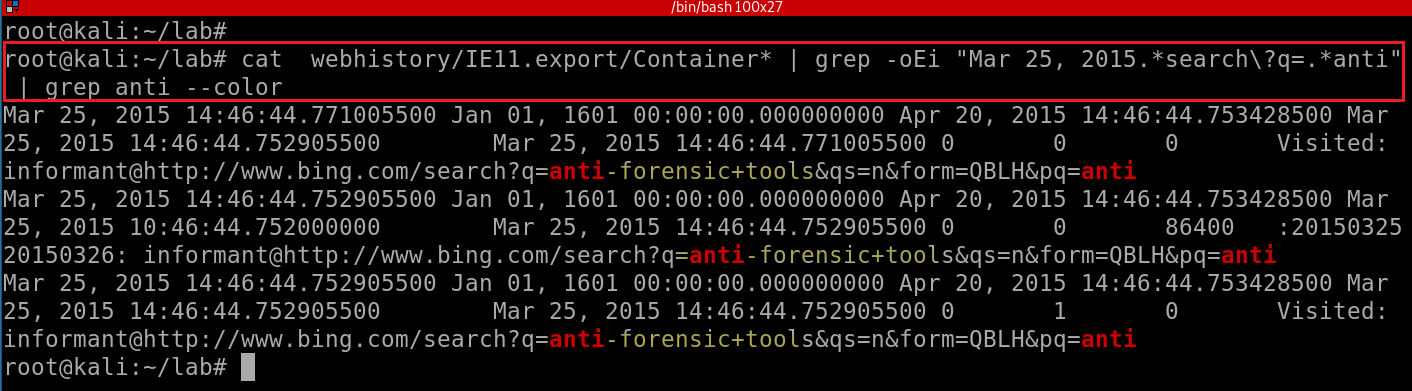 /bin/bash 100x27
root@kali:~/lab#
root@kali:~/lab# cat  webhistory/IE11.export/Container* | grep -oEi "Mar 25, 2015.*search\?q=.*anti"
 | grep anti --color
Mar 25, 2015 14:46:44.771005500 Jan 01, 1601 00:00:00.000000000 Apr 20, 2015 14:46:44.753428500 Mar
25, 2015 14:46:44.752905500        Mar 25, 2015 14:46:44.771005500 0       0       0       Visited:
informant@http://www.bing.com/search?q=anti-forensic+tools&qs=n&form=QBLH&pq=anti
Mar 25, 2015 14:46:44.752905500 Jan 01, 1601 00:00:00.000000000 Apr 20, 2015 14:46:44.753428500 Mar
25, 2015 10:46:44.752000000        Mar 25, 2015 14:46:44.752905500 0       0       86400   :20150325
20150326: informant@http://www.bing.com/search?q=anti-forensic+tools&qs=n&form=QBLH&pq=anti
Mar 25, 2015 14:46:44.752905500 Jan 01, 1601 00:00:00.000000000 Apr 20, 2015 14:46:44.753428500 Mar
25, 2015 14:46:44.752905500        Mar 25, 2015 14:46:44.752905500 0       1       0       Visited:
informant@http://www.bing.com/search?q=anti-forensic+tools&qs=n&form=QBLH&pq=anti
root@kali:~/lab#